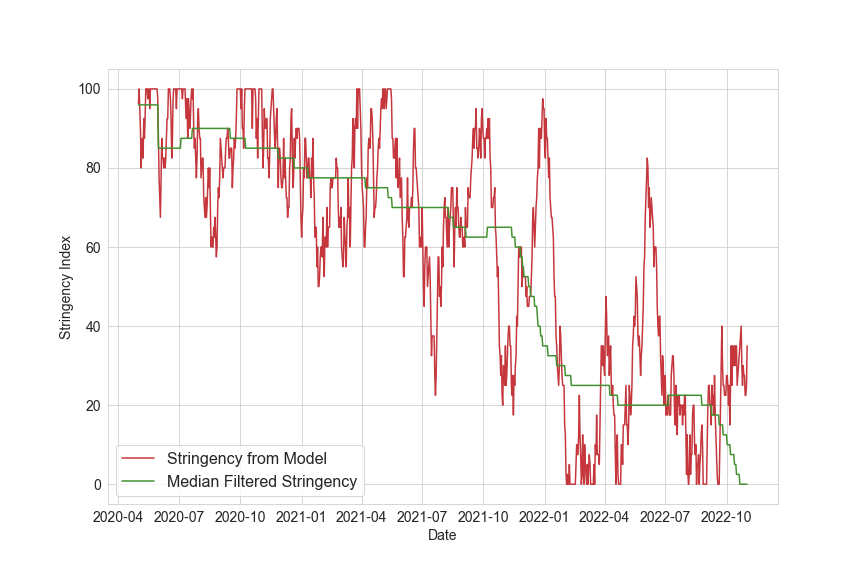 100
80
60
40
20
0
Stringency Index
Stringency from Model
Median Filtered Stringency
2020-04 2020-07 2020-10 2021-01 2021-04 2021-07 2021-10 2022-01 2022-04 2022-07 2022-10
Date